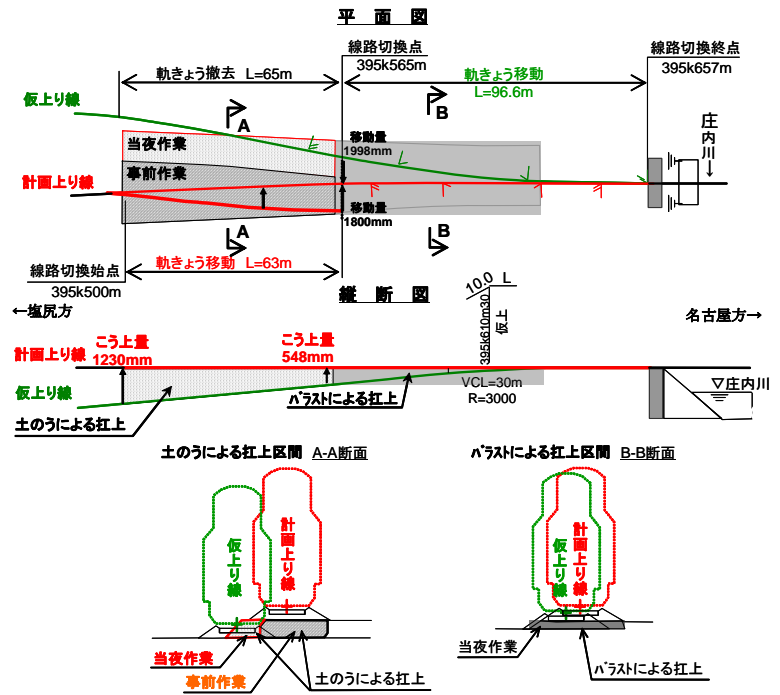 平 面 図
線路切換点
395k565m
線路切換終点
395k657m
軌きょう撤去 L=65m
軌きょう移動
L=96.6m
仮上り線
A
B
庄内川
→
当夜作業
移動量
1998mm
事前作業
計画上り線
移動量
1800mm
A
B
軌きょう移動 L=63m
線路切換始点
395k500m
縦 断 図
10.0 L
395k610m30
仮上
←塩尻方
名古屋方→
こう上量
1230mm
こう上量
548mm
計画上り線
仮上り線
VCL=30m
R=3000
▽庄内川
土のうによる扛上
バラストによる扛上
土のうによる扛上区間 A-A断面
バラストによる扛上区間 B-B断面
仮上り線
計画上り線
仮上り線
計画上り線
当夜作業
事前作業
土のうによる扛上
当夜作業
バラストによる扛上